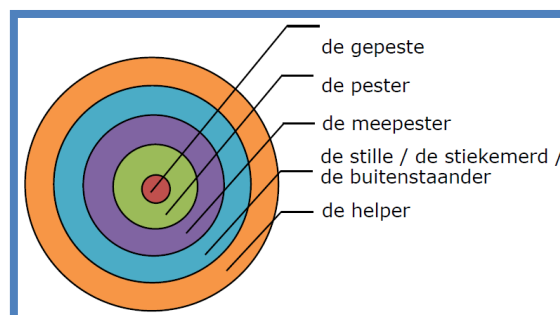 de gepeste
de pester
de meepester
de stille / de stiekemerd /
de buitenstaander
de helper